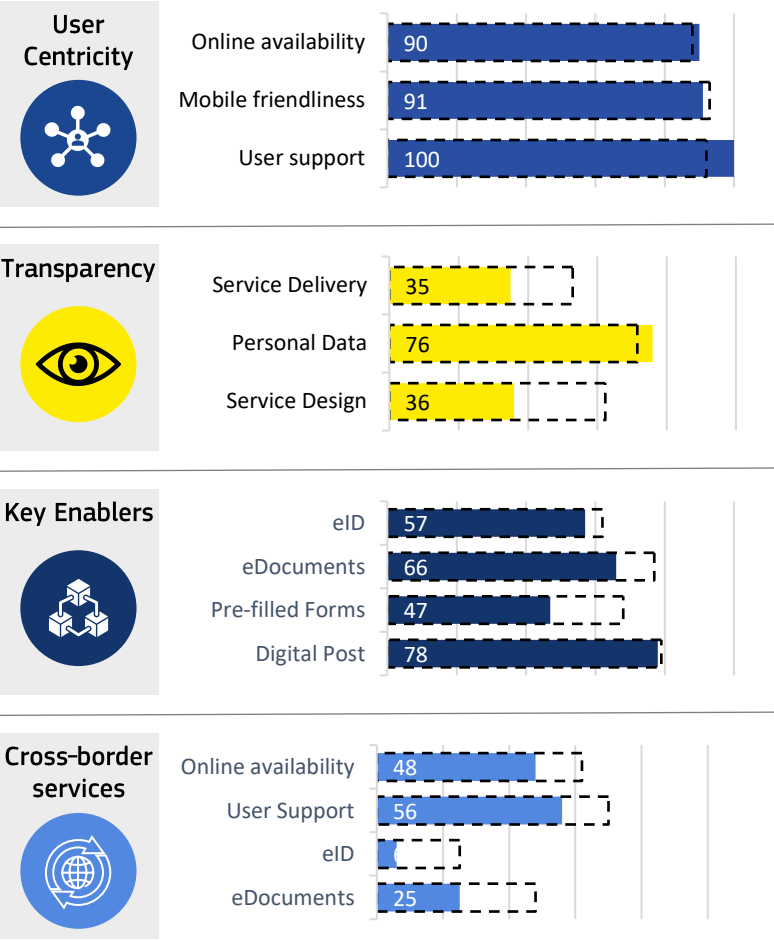 User
Centricity
Online availability
90
Mobile friendliness
91
User support
100
Transparency
Service Delivery
35
Personal Data
76
Service Design
36
Key Enablers
eID
57
eDocuments
66
Pre-filled Forms
47
Digital Post
78
Cross-border
services
Online availability
48
User Support
56
eID
eDocuments
25